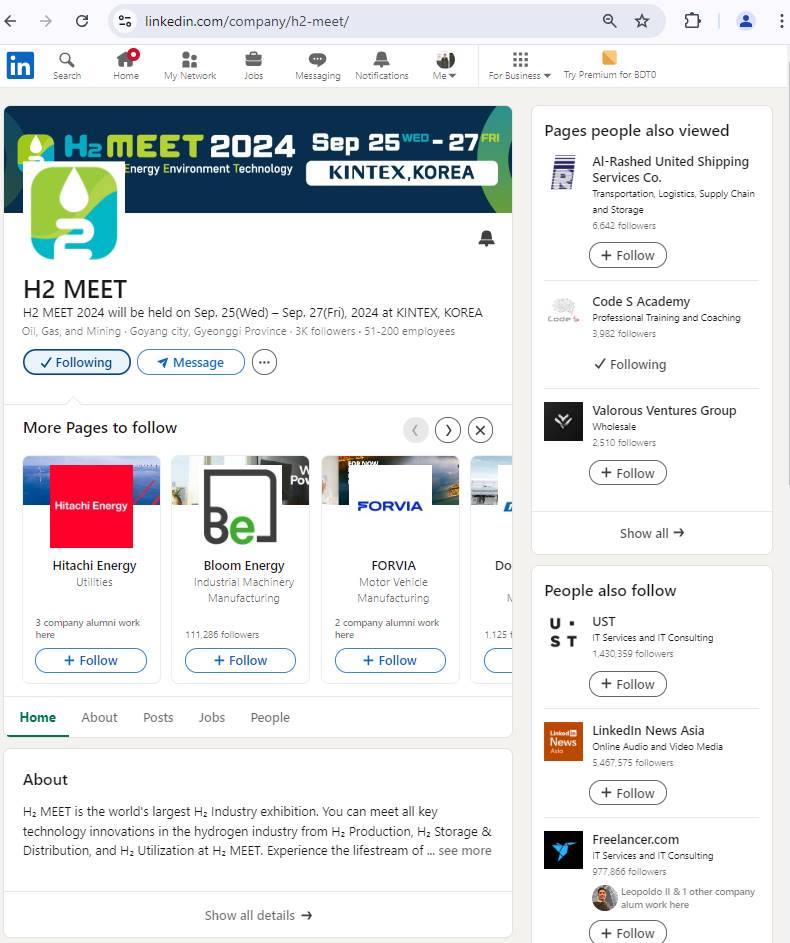 linkedin.com/company/h2-meet/
in
Search
Home
My Network
Jobs
Messaging
Notifications
Me
For Business
Try Premium for BDT0
H2 MEET 2024
Energy Environment Technology
Sep 25 WED - 27 FRI
KINTEX,KOREA
H2 MEET
H2 MEET 2024 will be held on Sep. 25(Wed) – Sep. 27(Fri), 2024 at KINTEX, KOREA
Oil, Gas, and Mining · Goyang city, Gyeonggi Province · 3K followers · 51-200 employees
Following
Message
More Pages to follow
Hitachi Energy
Hitachi Energy
Utilities
3 company alumni work
here
+ Follow
Be
Bloom Energy
Industrial Machinery
Manufacturing
111,286 followers
+ Follow
FORVIA
FORVIA
Motor Vehicle
Manufacturing
2 company alumni work
here
+ Follow
Do
1,125
Home
About
Posts
Jobs
People
About
H₂ MEET is the world's largest H₂ Industry exhibition. You can meet all key
technology innovations in the hydrogen industry from H₂ Production, H₂ Storage &
Distribution, and H₂ Utilization at H₂ MEET. Experience the lifestream of ... see more
Show all details →
Pages people also viewed
Al-Rashed United Shipping
Services Co.
Transportation, Logistics, Supply Chain
and Storage
6,642 followers
+ Follow
Code S
Code S Academy
Professional Training and Coaching
3,982 followers
Following
Valorous Ventures Group
Wholesale
2,510 followers
+ Follow
Show all →
People also follow
U ·
S T
UST
IT Services and IT Consulting
1,430,359 followers
+ Follow
Linked in
News
Asia
LinkedIn News Asia
Online Audio and Video Media
5,467,575 followers
+ Follow
Freelancer.com
IT Services and IT Consulting
977,866 followers
Leopoldo II & 1 other company
alum work here
+ Follow